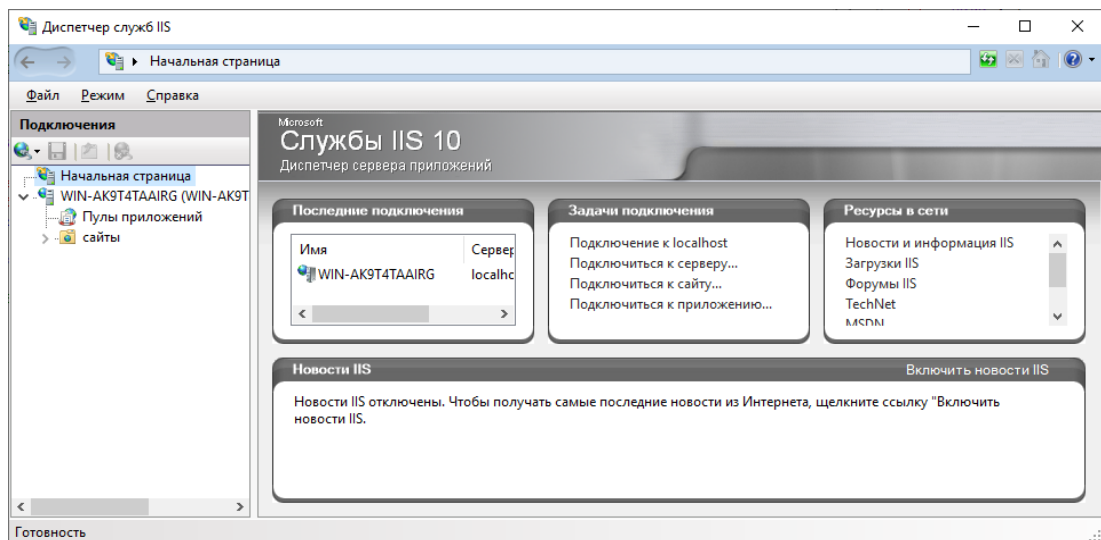 Диспетчер служб IIS
Начальная страница
Файл Режим Справка
Подключения
Начальная страница
WIN-AK9T4TAAIRG (WIN-AK9T
Пулы приложений
сайты
Microsoft
Службы IIS 10
Диспетчер сервера приложений
Последние подключения
Имя Сервер
WIN-AK9T4TAAIRG localhc
Задачи подключения
Подключение к localhost
Подключиться к серверу...
Подключиться к сайту...
Подключиться к приложению...
Ресурсы в сети
Новости и информация IIS
Загрузки IIS
Форумы IIS
TechNet
MSDN
Новости IIS Включить новости IIS
Новости IIS отключены. Чтобы получать самые последние новости из Интернета, щелкните ссылку "Включить
новости IIS.
Готовность